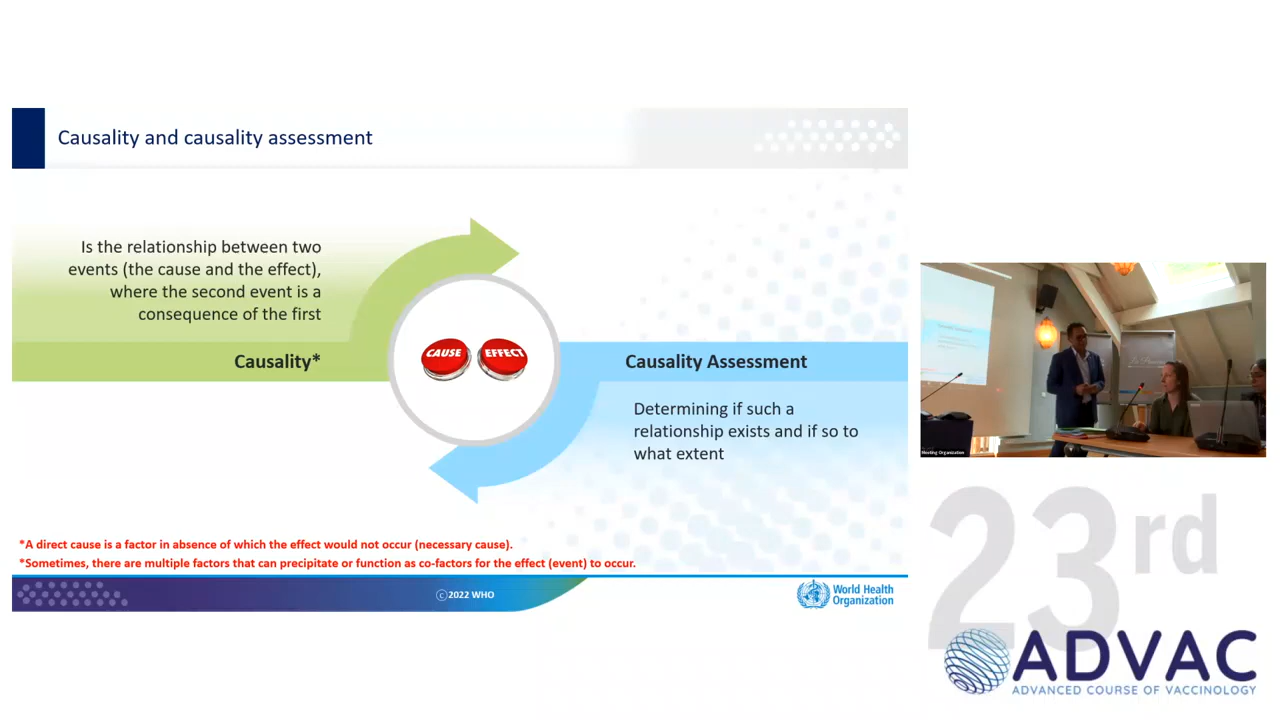 Causality and causality assessment
Is the relationship between two
events (the cause and the effect),
where the second event is a
consequence of the first
Causality*
CAUSE
EFFECT
Causality Assessment
Determining if such a
relationship exists and if so to
what extent
*A direct cause is a factor in absence of which the effect would not occur (necessary cause).
*Sometimes, there are multiple factors that can precipitate or function as co-factors for the effect (event) to occur.
©2022 WHO
World Health
Organization
Meeting Organization
23rd
ADVAC
ADVANCED COURSE OF VACCINOLOGY